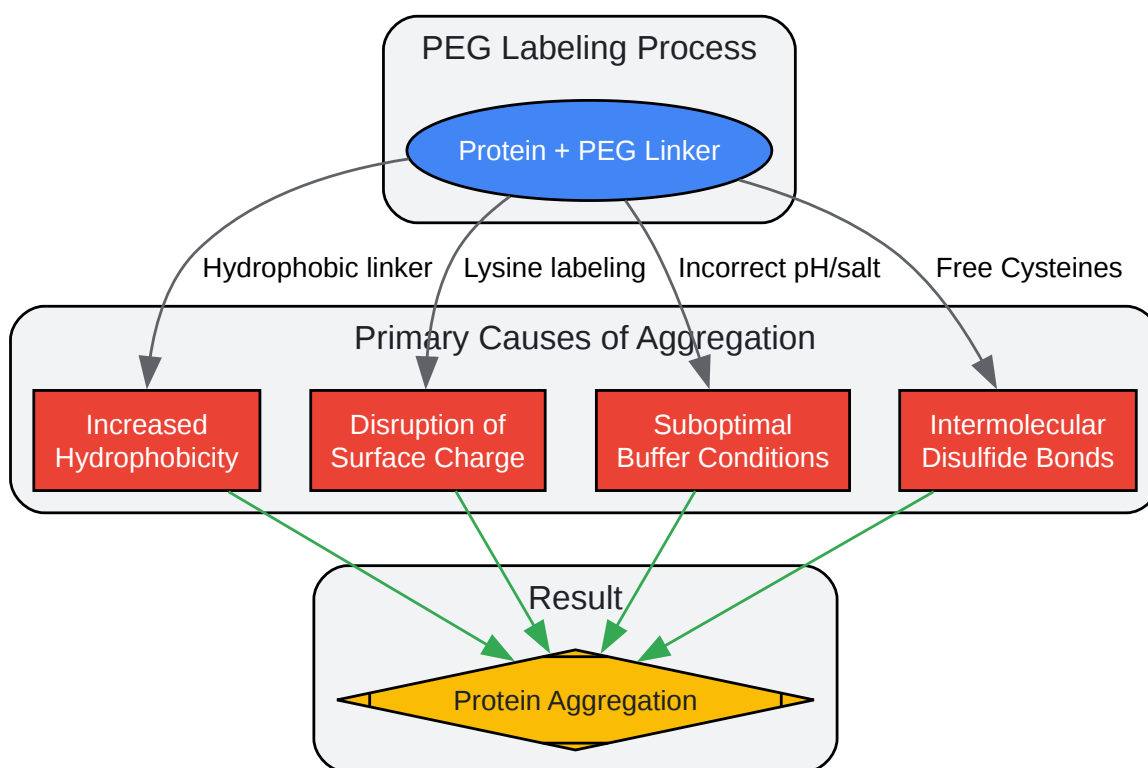 PEG Labeling Process
Protein + PEG Linker
Hydrophobic linker
Lysine labeling
Incorrect pH/salt
Free Cysteines
Primary Causes of Aggregation
Increased
Hydrophobicity
Disruption of
Surface Charge
Suboptimal
Buffer Conditions
Intermolecular
Disulfide Bonds
Result
Protein Aggregation